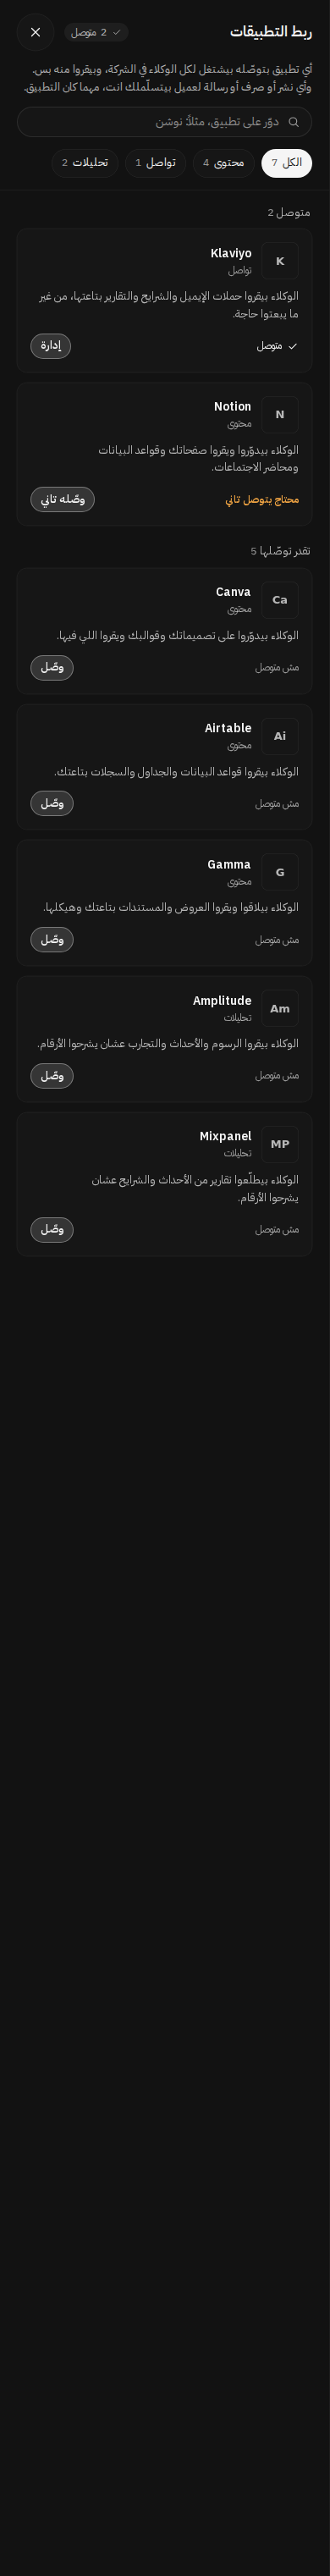 ربط التطبيقات
2 متوصل
أي تطبيق بتوصّله بيشتغل لكل الوكلاء في الشركة، وبيقروا منه بس.
وأي نشر أو صرف أو رسالة لعميل بيتسلّملك انت، مهما كان التطبيق.
دوّر على تطبيق، مثلاً: نوشن
الكل 7
محتوى 4
تواصل 1
تحليلات 2
متوصل 2
K
Klaviyo
تواصل
الوكلاء بيقروا حملات الإيميل والشرايح والتقارير بتاعتها، من غير
ما يبعتوا حاجة.
متوصل
إدارة
N
Notion
محتوى
الوكلاء بيدوّروا ويقروا صفحاتك وقواعد البيانات
ومحاضر الاجتماعات.
محتاج يتوصل تاني
وصّله تاني
تقدر توصّلها 5
Ca
Canva
محتوى
الوكلاء بيدوّروا على تصميماتك وقوالبك ويقروا اللي فيها.
مش متوصل
وصّل
Ai
Airtable
محتوى
الوكلاء بيقروا قواعد البيانات والجداول والسجلات بتاعتك.
مش متوصل
وصّل
G
Gamma
محتوى
الوكلاء بيلاقوا ويقروا العروض والمستندات بتاعتك وهيكلها.
مش متوصل
وصّل
Am
Amplitude
تحليلات
الوكلاء بيقروا الرسوم والأحداث والتجارب عشان يشرحوا الأرقام.
مش متوصل
وصّل
MP
Mixpanel
تحليلات
الوكلاء بيطلّعوا تقارير من الأحداث والشرايح عشان
يشرحوا الأرقام.
مش متوصل
وصّل